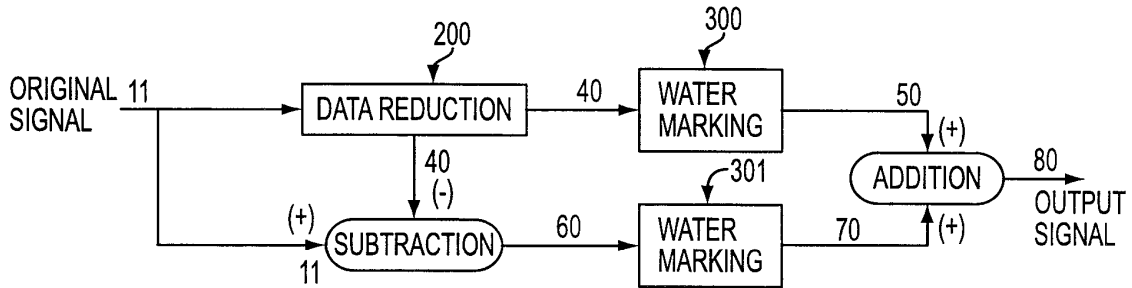 200
300
ORIGINAL
SIGNAL
11
DATA REDUCTION
40
WATER
MARKING
50
(+)
40
(-)
301
ADDITION
80
OUTPUT
SIGNAL
(+)
11
SUBTRACTION
60
WATER
MARKING
70
(+)